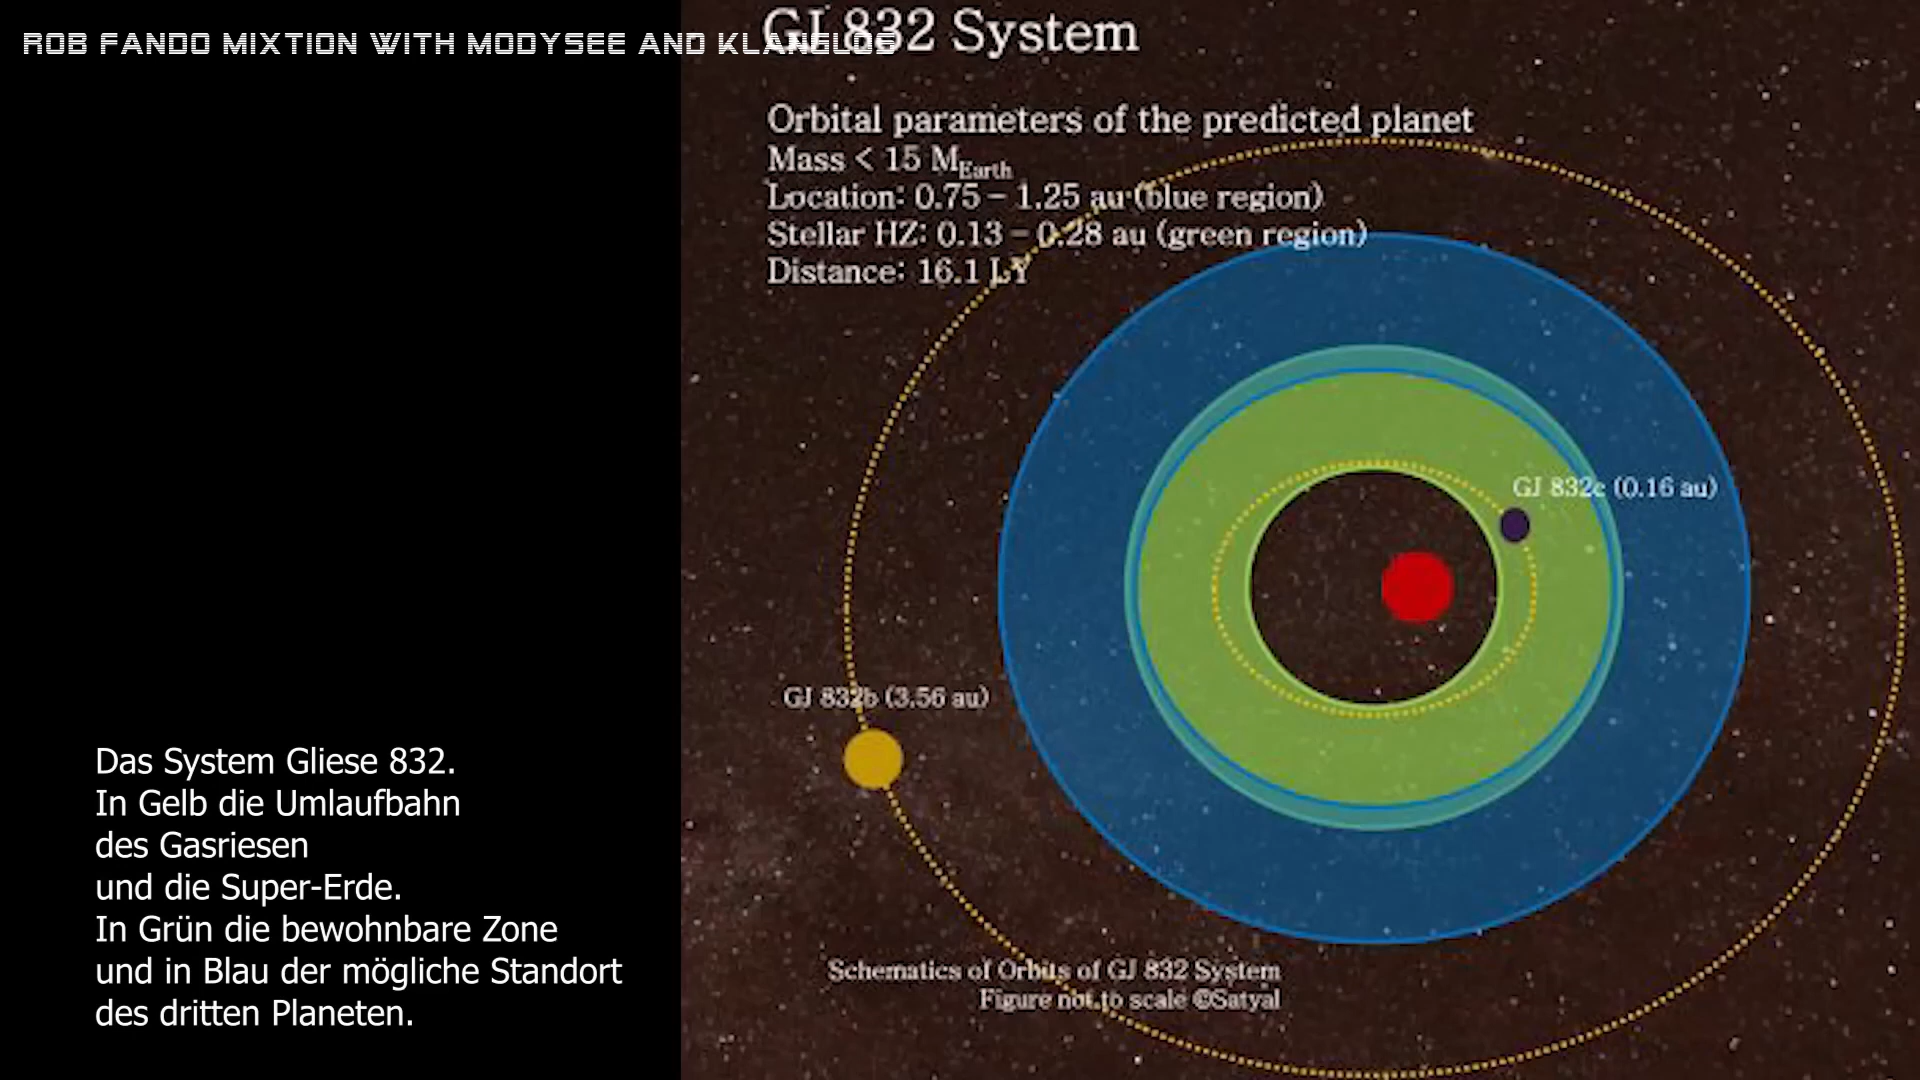 ROB FANDO MIXTION WITH MODYSEE AND KLANGLOS
GJ 832 System
Orbital parameters of the predicted planet
Mass < 15 MEarth
Location: 0.75 – 1.25 au (blue region)
Stellar HZ: 0.13 – 0.28 au (green region)
Distance: 16.1 LY
GJ 832c (0.16 au)
GJ 832b (3.56 au)
Das System Gliese 832.
In Gelb die Umlaufbahn
des Gasriesen
und die Super-Erde.
In Grün die bewohnbare Zone
und in Blau der mögliche Standort
des dritten Planeten.
Schematics of Orbits of GJ 832 System
Figure not to scale ©Satyal